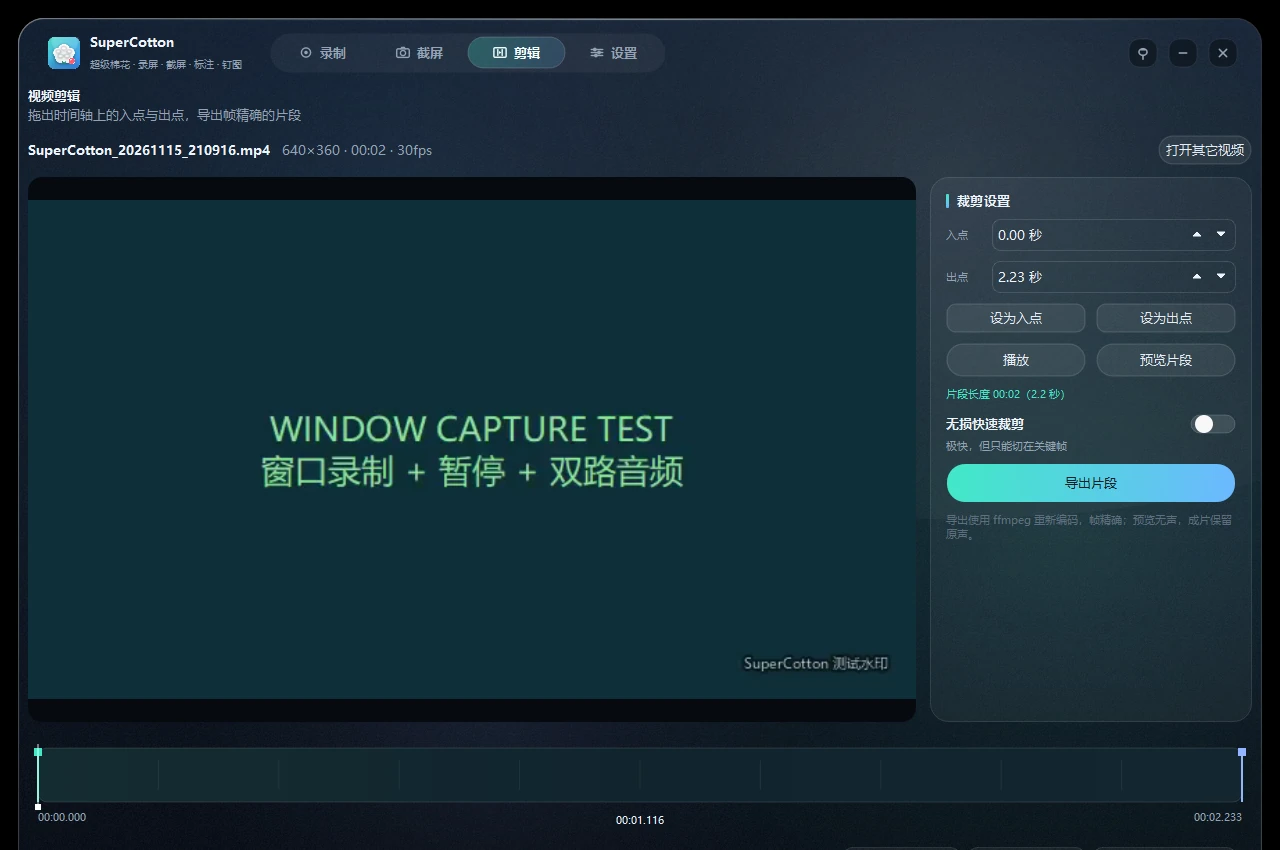 SuperCotton
超级棉花 · 录屏 · 截屏 · 标注 · 钉图
录制
截屏
剪辑
设置
视频剪辑
拖出时间轴上的入点与出点，导出帧精确的片段
SuperCotton_20261115_210916.mp4 640×360 · 00:02 · 30fps
打开其它视频
WINDOW CAPTURE TEST
窗口录制 + 暂停 + 双路音频
SuperCotton 测试水印
裁剪设置
入点 0.00 秒
出点 2.23 秒
设为入点 设为出点
播放 预览片段
片段长度 00:02（2.2 秒）
无损快速裁剪
极快，但只能切在关键帧
导出片段
导出使用 ffmpeg 重新编码，帧精确；预览无声，成片保留
原声。
00:00.000 00:01.116 00:02.233